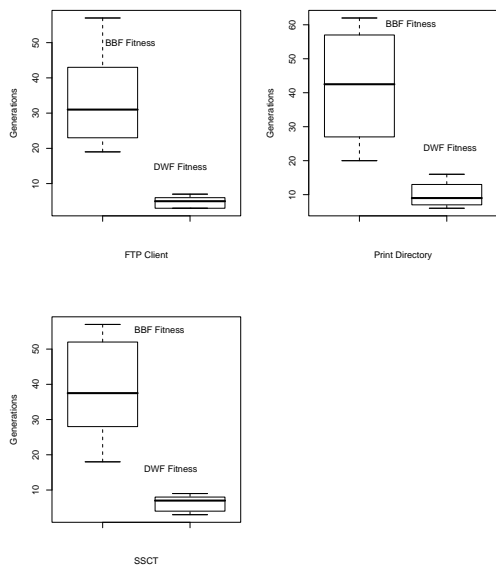 BBF Fitness
DWF Fitness
Generations
10
20
30
40
50
FTP Client
BBF Fitness
DWF Fitness
Generations
10
20
30
40
50
60
Print Directory
BBF Fitness
DWF Fitness
Generations
10
20
30
40
50
SSCT